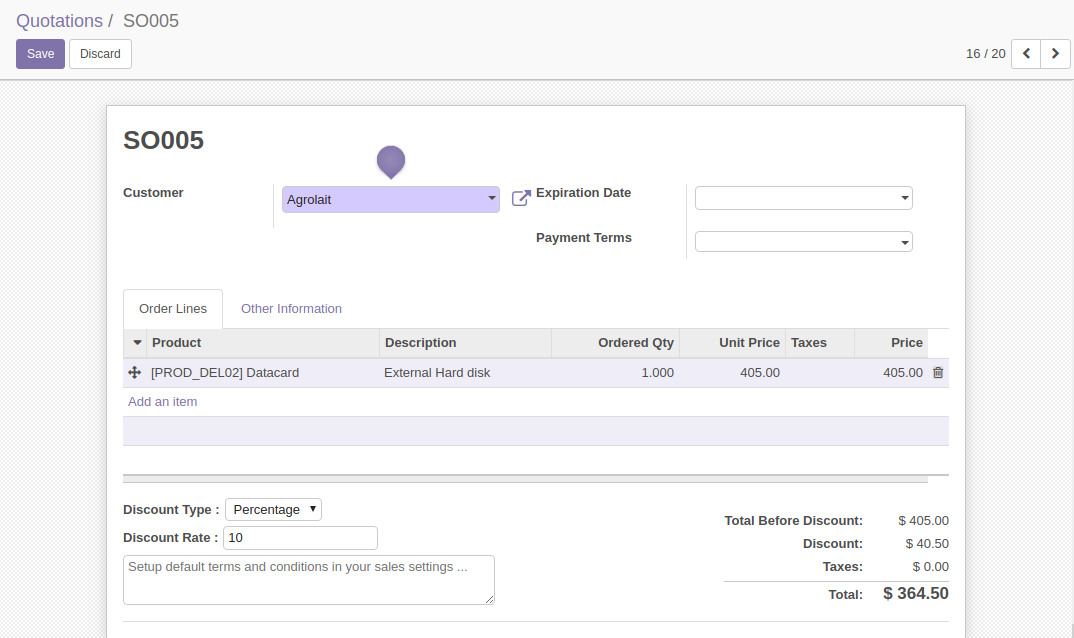 Quotations / SO005
Save Discard 16 / 20
SO005
Customer Agrolait Expiration Date
Payment Terms
Order Lines Other Information
Product Description Ordered Qty Unit Price Taxes Price
[PROD_DEL02] Datacard External Hard disk 1.000 405.00 405.00
Add an item
Discount Type : Percentage
Total Before Discount: $ 405.00
Discount Rate : 10
Discount: $ 40.50
Setup default terms and conditions in your sales settings ...
Taxes: $ 0.00
Total: $ 364.50